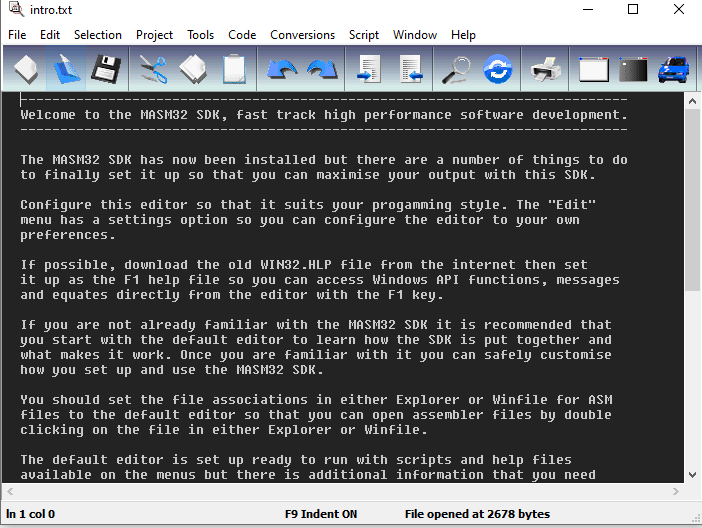 intro.txt
File Edit Selection Project Tools Code Conversions Script Window Help
-------------------------------------------------------------------------------
Welcome to the MASM32 SDK, fast track high performance software development.
-------------------------------------------------------------------------------
The MASM32 SDK has now been installed but there are a number of things to do
to finally set it up so that you can maximise your output with this SDK.
Configure this editor so that it suits your progamming style. The "Edit"
menu has a settings option so you can configure the editor to your own
preferences.
If possible, download the old WIN32.HLP file from the internet then set
it up as the F1 help file so you can access Windows API functions, messages
and equates directly from the editor with the F1 key.
If you are not already familiar with the MASM32 SDK it is recommended that
you start with the default editor to learn how the SDK is put together and
what makes it work. Once you are familiar with it you can safely customise
how you set up and use the MASM32 SDK.
You should set the file associations in either Explorer or Winfile for ASM
files to the default editor so that you can open assembler files by double
clicking on the file in either Explorer or Winfile.
The default editor is set up ready to run with scripts and help files
available on the menus but there is additional information that you need
ln 1 col 0 F9 Indent ON File opened at 2678 bytes